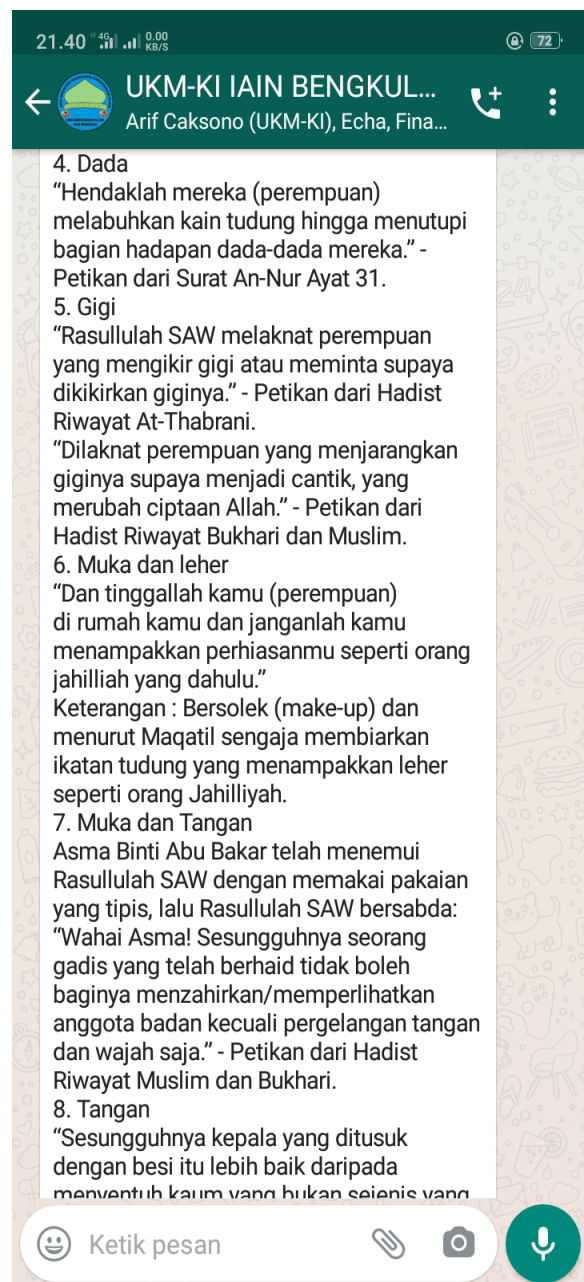 21.40 4G 0.00 KB/S 72
UKM-KI IAIN BENGKUL...
Arif Caksono (UKM-KI), Echa, Fina...
4. Dada
“Hendaklah mereka (perempuan)
melabuhkan kain tudung hingga menutupi
bagian hadapan dada-dada mereka.” -
Petikan dari Surat An-Nur Ayat 31.
5. Gigi
“Rasullulah SAW melaknat perempuan
yang mengikir gigi atau meminta supaya
dikikirkan giginya.” - Petikan dari Hadist
Riwayat At-Thabrani.
“Dilaknat perempuan yang menjarangkan
giginya supaya menjadi cantik, yang
merubah ciptaan Allah.” - Petikan dari
Hadist Riwayat Bukhari dan Muslim.
6. Muka dan leher
“Dan tinggallah kamu (perempuan)
di rumah kamu dan janganlah kamu
menampakkan perhiasanmu seperti orang
jahilliah yang dahulu.”
Keterangan : Bersolek (make-up) dan
menurut Maqatil sengaja membiarkan
ikatan tudung yang menampakkan leher
seperti orang Jahilliyah.
7. Muka dan Tangan
Asma Binti Abu Bakar telah menemui
Rasullulah SAW dengan memakai pakaian
yang tipis, lalu Rasullulah SAW bersabda:
“Wahai Asma! Sesungguhnya seorang
gadis yang telah berhaid tidak boleh
baginya menzahirkan/memperlihatkan
anggota badan kecuali pergelangan tangan
dan wajah saja.” - Petikan dari Hadist
Riwayat Muslim dan Bukhari.
8. Tangan
“Sesungguhnya kepala yang ditusuk
dengan besi itu lebih baik daripada
menyentuh kaum yang bukan sejenis yang
Ketik pesan